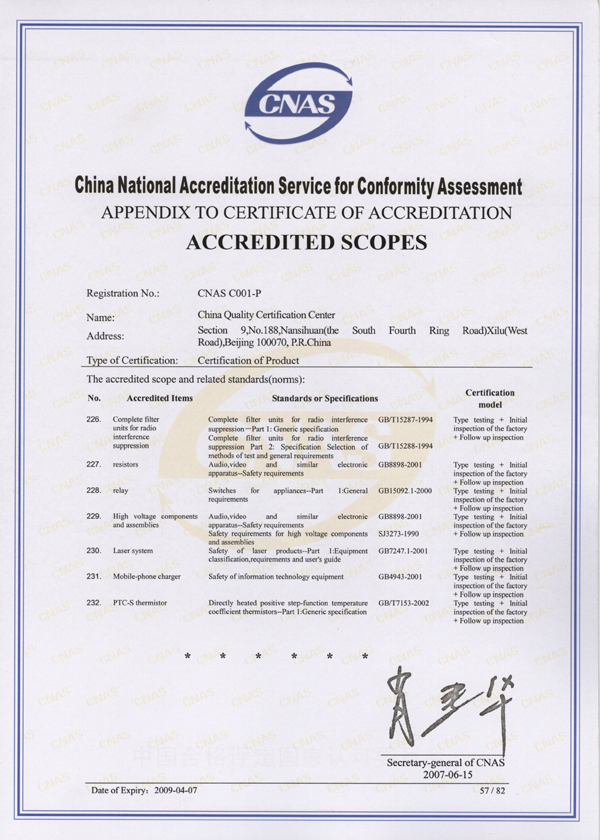 CNAS
China National Accreditation Service for Conformity Assessment
APPENDIX TO CERTIFICATE OF ACCREDITATION
ACCREDITED SCOPES
Registration No.: CNAS C001-P
Name: China Quality Certification Center
Address: Section 9,No.188,Nansihuan(the South Fourth Ring Road)Xilu(West
Road),Beijing 100070, P.R.China
Type of Certification: Certification of Product
The accredited scope and related standards(norms):
No. Accredited Items Standards or Specifications Certification
model
226. Complete filter Complete filter units for radio interference GB/T15287-1994 Type testing + Initial
units for radio suppression—Part 1: Generic specification inspection of the factory
interference Complete filter units for radio interference + Follow up inspection
suppression suppression Part 2: Specification Selection of GB/T15288-1994
methods of test and general requirements
227. resistors Audio,video and similar electronic GB8898-2001 Type testing + Initial
apparatus--Safety requirements inspection of the factory
+ Follow up inspection
228. relay Switches for appliances--Part 1:General GB15092.1-2000 Type testing + Initial
requirements inspection of the factory
+ Follow up inspection
229. High voltage components Audio,video and similar electronic GB8898-2001 Type testing + Initial
and assemblies apparatus--Safety requirements inspection of the factory
Safety requirements for high voltage components SJ3273-1990 + Follow up inspection
and assemblies
230. Laser system Safety of laser products--Part 1:Equipment GB7247.1-2001 Type testing + Initial
classification,requirements and user's guide inspection of the factory
+ Follow up inspection
231. Mobile-phone charger Safety of information technology equipment GB4943-2001 Type testing + Initial
inspection of the factory
+ Follow up inspection
232. PTC-S thermistor Directly heated positive step-function temperature GB/T7153-2002 Type testing + Initial
coefficient thermistors--Part 1:Generic specification inspection of the factory
+ Follow up inspection
* * * * * *
Secretary-general of CNAS
2007-06-15
Date of Expiry: 2009-04-07 57 / 82